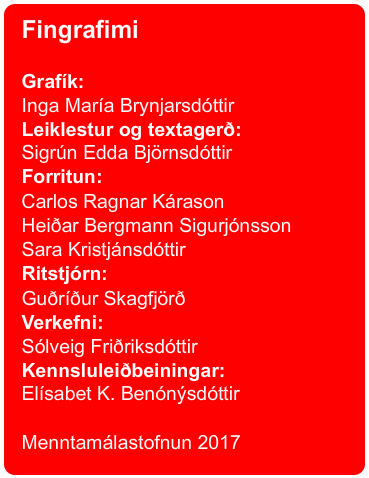 Fingrafimi
Grafík:
Inga María Brynjarsdóttir
Leiklestur og textagerð:
Sigrún Edda Björnsdóttir
Forritun:
Carlos Ragnar Kárason
Heiðar Bergmann Sigurjónsson
Sara Kristjánsdóttir
Ritstjórn:
Guðríður Skagfjörð
Verkefni:
Sólveig Friðriksdóttir
Kennsluleiðbeiningar:
Elísabet K. Benónýsdóttir
Menntamálastofnun 2017